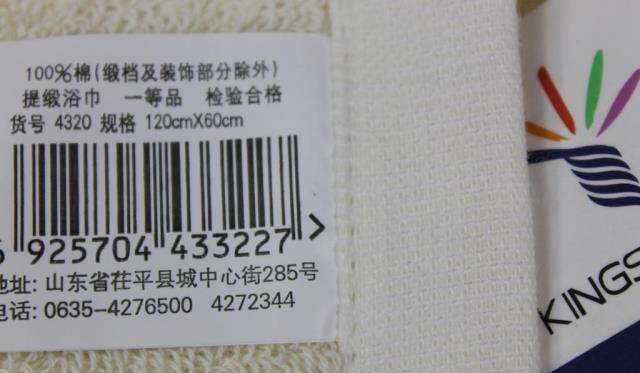 100%棉(缎档及装饰部分除外)
提缎浴巾 一等品 检验合格
货号 4320 规格 120cmX60cm
6 925704 433227 >
地址: 山东省茌平县城中心街285号
电话: 0635-4276500 4272344
KINGS